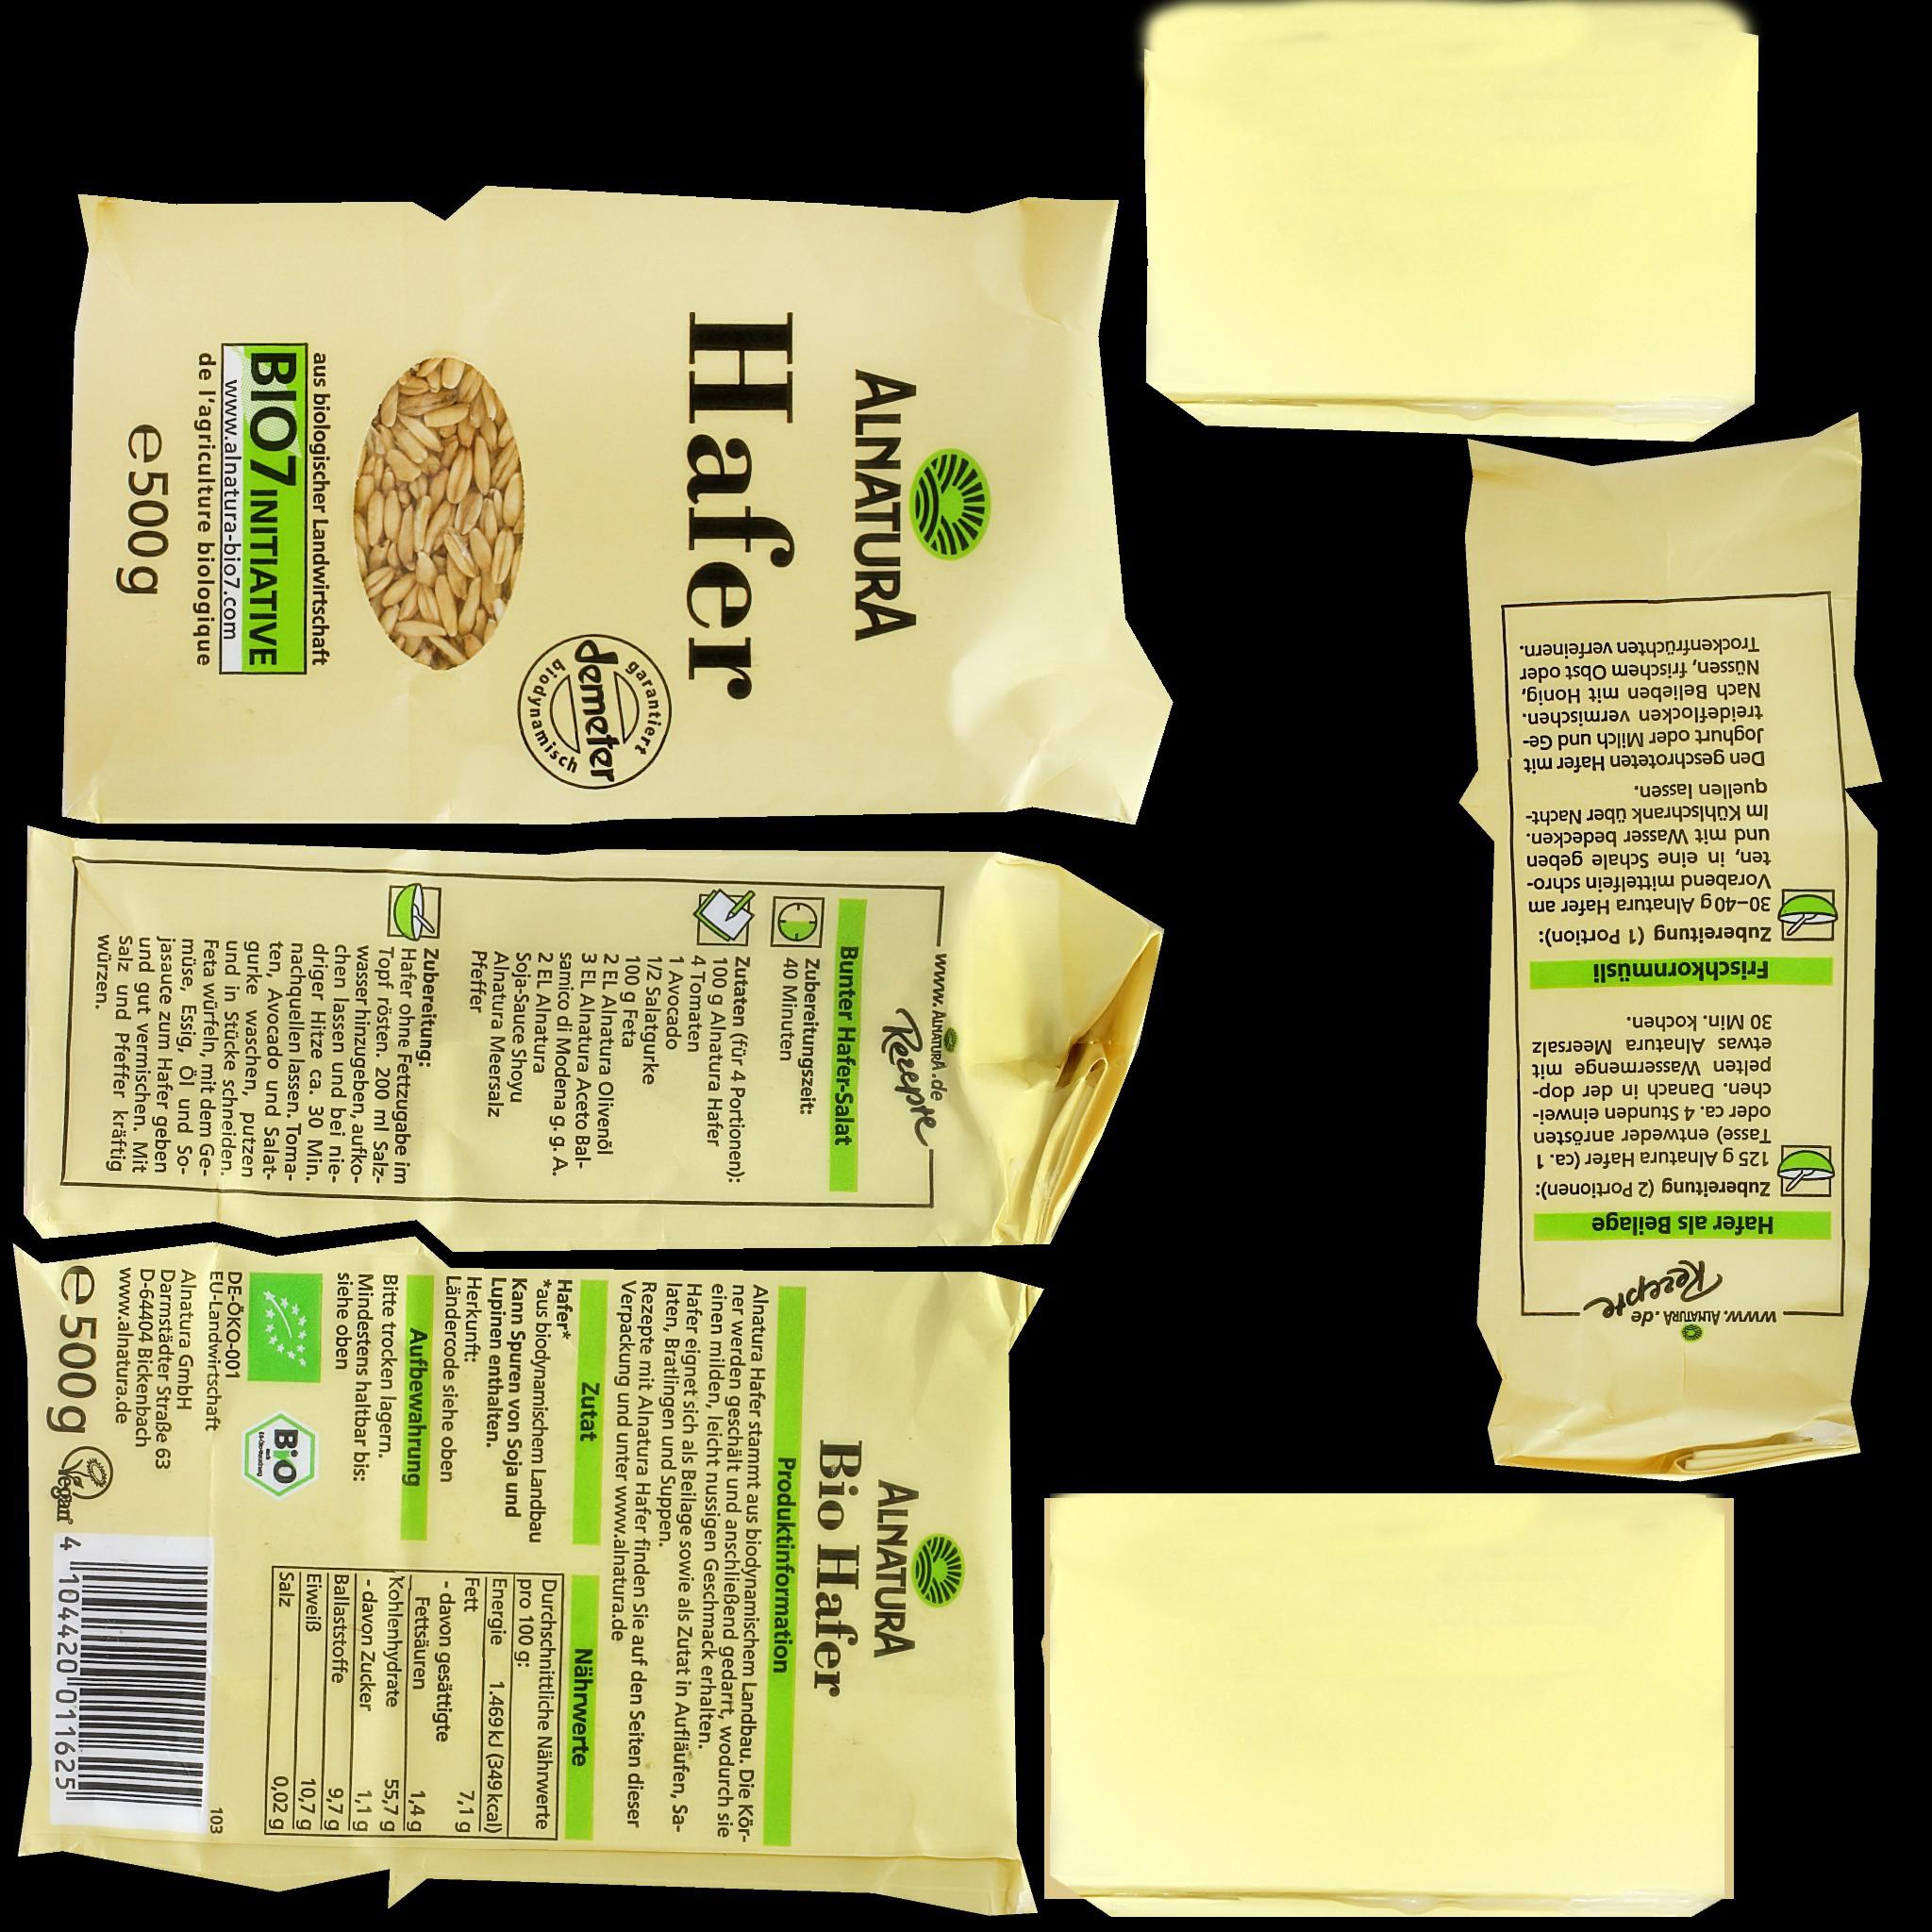 ALNATURA
Hafer
garantiert
demeter
biodynamisch
aus biologischer Landwirtschaft
BIO7 INITIATIVE
www.alnatura-bio7.com
de l'agriculture biologique
e 500 g
www.ALNATURA.de
Rezepte
Bunter Hafer-Salat
Zubereitungszeit:
40 Minuten
Zutaten (für 4 Portionen):
100 g Alnatura Hafer
4 Tomaten
1 Avocado
1/2 Salatgurke
100 g Feta
2 EL Alnatura Olivenöl
3 EL Alnatura Aceto Bal-
samico di Modena g. g. A.
2 EL Alnatura
Soja-Sauce Shoyu
Alnatura Meersalz
Pfeffer
Zubereitung:
Hafer ohne Fettzugabe im
Topf rösten. 200 ml Salz-
wasser hinzugeben, aufko-
chen lassen und bei nie-
driger Hitze ca. 30 Min.
nachquellen lassen. Toma-
ten, Avocado und Salat-
gurke waschen, putzen
und in Stücke schneiden.
Feta würfeln, mit dem Ge-
müse, Essig, Öl und So-
jasauce zum Hafer geben
und gut vermischen. Mit
Salz und Pfeffer kräftig
würzen.
ALNATURA
Bio Hafer
Produktinformation
Alnatura Hafer stammt aus biodynamischem Landbau. Die Kör-
ner werden geschält und anschließend gedarrt, wodurch sie
einen milden, leicht nussigen Geschmack erhalten.
Hafer eignet sich als Beilage sowie als Zutat in Aufläufen, Sa-
laten, Bratlingen und Suppen.
Rezepte mit Alnatura Hafer finden Sie auf den Seiten dieser
Verpackung und unter www.alnatura.de
Zutat
Hafer*
*aus biodynamischem Landbau
Kann Spuren von Soja und
Lupinen enthalten.
Herkunft:
Ländercode siehe oben
Aufbewahrung
Bitte trocken lagern.
Mindestens haltbar bis:
siehe oben
DE-ÖKO-001
EU-Landwirtschaft
Bio
nach
EG-Öko-Verordnung
Alnatura GmbH
Darmstädter Straße 63
D-64404 Bickenbach
www.alnatura.de
e 500 g
Vegan
Nährwerte
Durchschnittliche Nährwerte
pro 100 g:
Energie 1.469 kJ (349 kcal)
Fett 7,1 g
- davon gesättigte
Fettsäuren 1,4 g
Kohlenhydrate 55,7 g
- davon Zucker 1,1 g
Ballaststoffe 9,7 g
Eiweiß 10,7 g
Salz 0,02 g
103
4 104420 011625
www.ALNATURA.de
Rezepte
Hafer als Beilage
Zubereitung (2 Portionen):
125 g Alnatura Hafer (ca. 1
Tasse) entweder anrösten
oder ca. 4 Stunden einwei-
chen. Danach in der dop-
pelten Wassermenge mit
etwas Alnatura Meersalz
30 Min. kochen.
Frischkornmüsli
Zubereitung (1 Portion):
30–40 g Alnatura Hafer am
Vorabend mittelfein schro-
ten, in eine Schale geben
und mit Wasser bedecken.
Im Kühlschrank über Nacht-
quellen lassen.
Den geschroteten Hafer mit
Joghurt oder Milch und Ge-
treideflocken vermischen.
Nach Belieben mit Honig,
Nüssen, frischem Obst oder
Trockenfrüchten verfeinern.